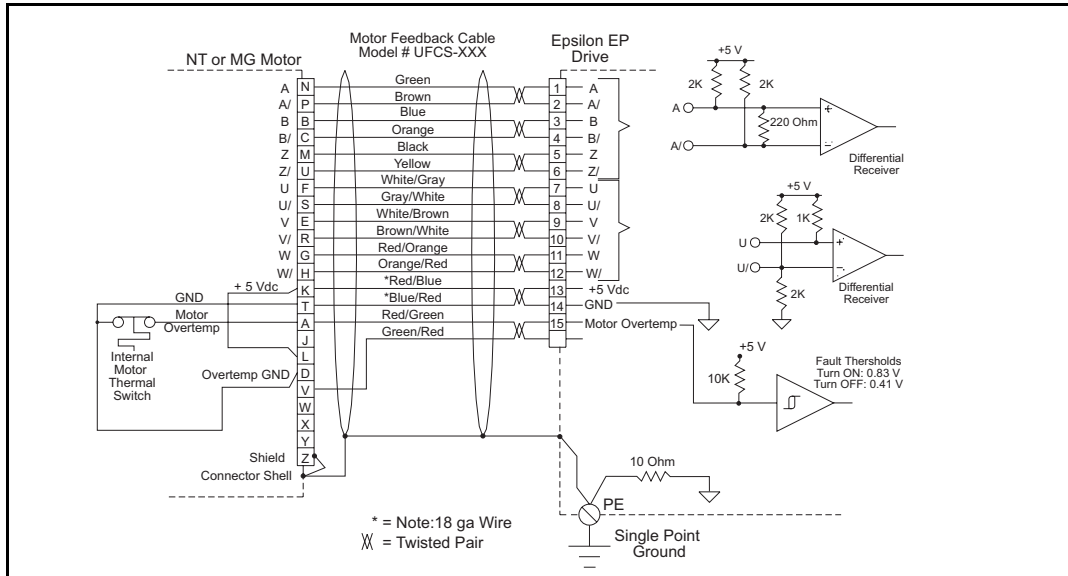 Motor Feedback Cable
Model # UFCS-XXX
NT or MG Motor
Epsilon EP
Drive
A N Green 1 A
A/ P Brown 2 A/
B B Blue 3 B
B/ C Orange 4 B/
Z M Black 5 Z
Z/ U Yellow 6 Z/
U F White/Gray 7 U
U/ S Gray/White 8 U/
V E White/Brown 9 V
V/ R Brown/White 10 V/
W G Red/Orange 11 W
W/ H Orange/Red 12 W/
+ 5 Vdc K *Red/Blue 13 +5 Vdc
GND T *Blue/Red 14 GND
Motor
Overtemp
A Red/Green 15 Motor Overtemp
J Green/Red
L
Internal
Motor
Thermal
Switch
Overtemp GND D
V
W
X
Y
Shield Z
Connector Shell
* = Note:18 ga Wire
= Twisted Pair
+5 V
2K 2K
A
220 Ohm
A/
+
-
Differential
Receiver
+5 V
2K 1K
U
U/
+
-
2K
Differential
Receiver
+5 V
10K
Fault Thersholds
Turn ON: 0.83 V
Turn OFF: 0.41 V
10 Ohm
PE
Single Point
Ground